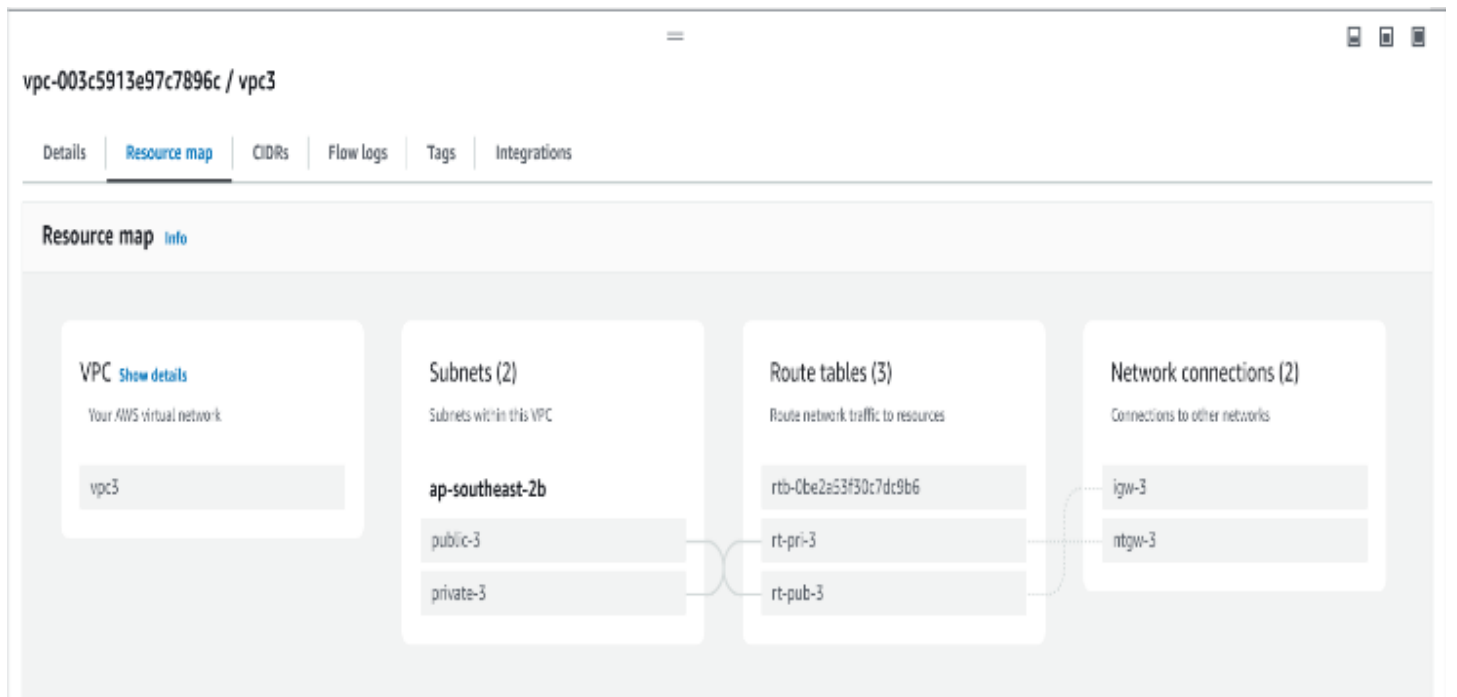 vpc-003c5913e97c7896c / vpc3
Details Resource map CIDRs Flow logs Tags Integrations
Resource map Info
VPC Show details
Your AWS virtual network
vpc3
Subnets (2)
Subnets within this VPC
ap-southeast-2b
public-3
private-3
Route tables (3)
Route network traffic to resources
rtb-0be2a53f30c7dc9b6
rt-pri-3
rt-pub-3
Network connections (2)
Connections to other networks
igw-3
ntgw-3